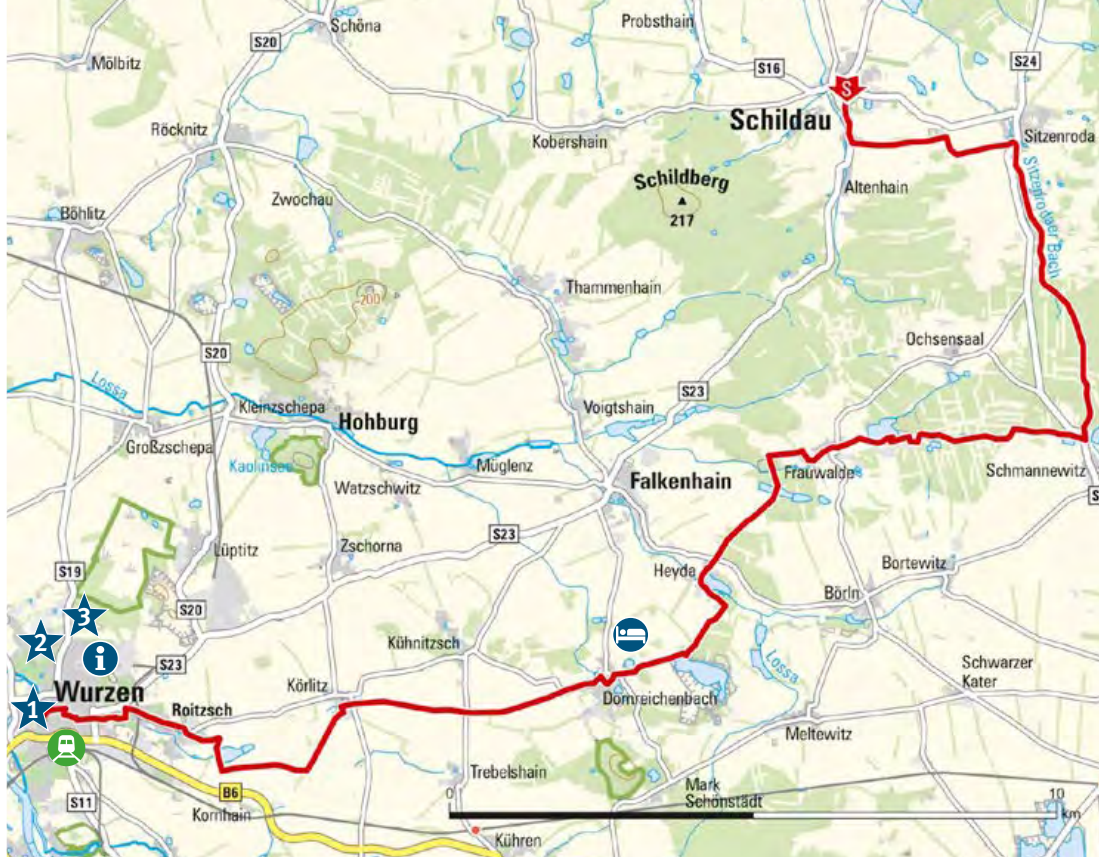 Schöna
Probsthain
S20
Mölbitz
S16
S24
S
Schildau
Röcknitz
Kobershain
Sitzenroda
Schildberg
217
Altenhain
Zwochau
Sitzenrodaer Bach
Böhlitz
Thammenhain
200
Ochsensaal
S20
S23
Lossa
Kleinzschepa
Voigtshain
Hohburg
Großzschepa
Kaolinsee
Müglenz
Frauwalde
Schmannewitz
Watzschwitz
Falkenhain
S
S23
Lüptitz
Zschorna
Heyda
Bortewitz
S19
Börln
S20
3
2
Kühnitzsch
i
Lossa
S23
Schwarzer
Kater
Wurzen
Körlitz
Dornreichenbach
1
Roitzsch
Meltewitz
Trebelshain
Mark
Schönstädt
B6
0
10
km
S11
Kornhain
Kühren